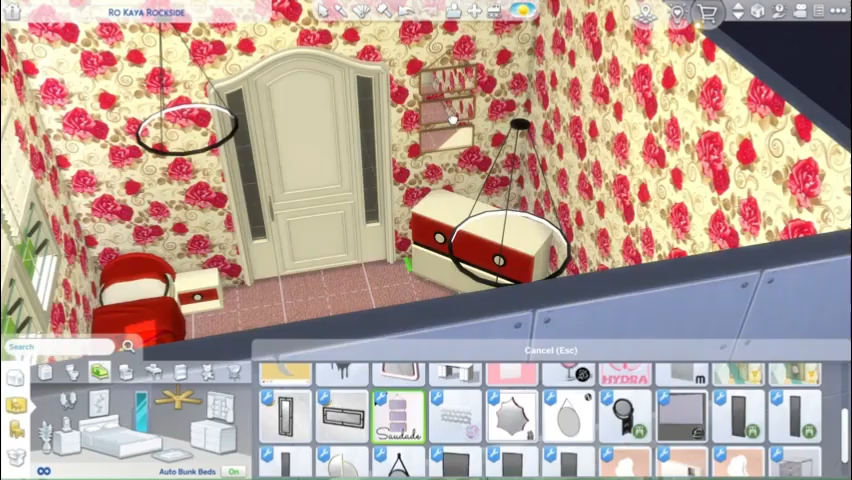 Ro Kaya Rockside
Search
Cancel (Esc)
HYDRA
m
Saudade
Auto Bunk Beds
On